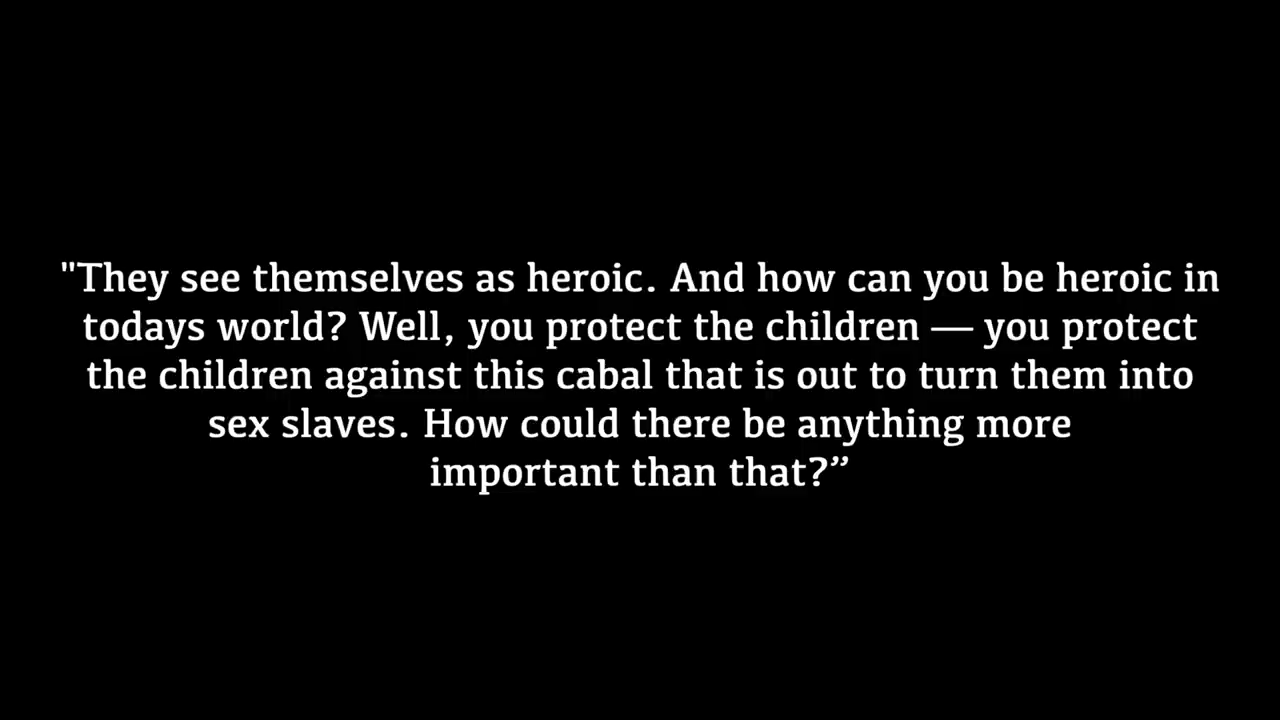 "They see themselves as heroic. And how can you be heroic in
todays world? Well, you protect the children — you protect
the children against this cabal that is out to turn them into
sex slaves. How could there be anything more
important than that?”